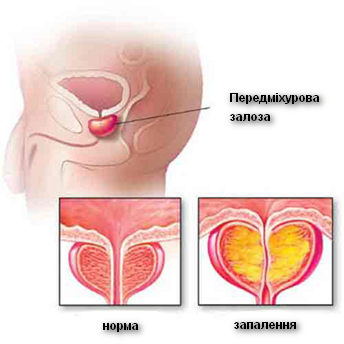 Передміхурова
залоза
норма
запалення